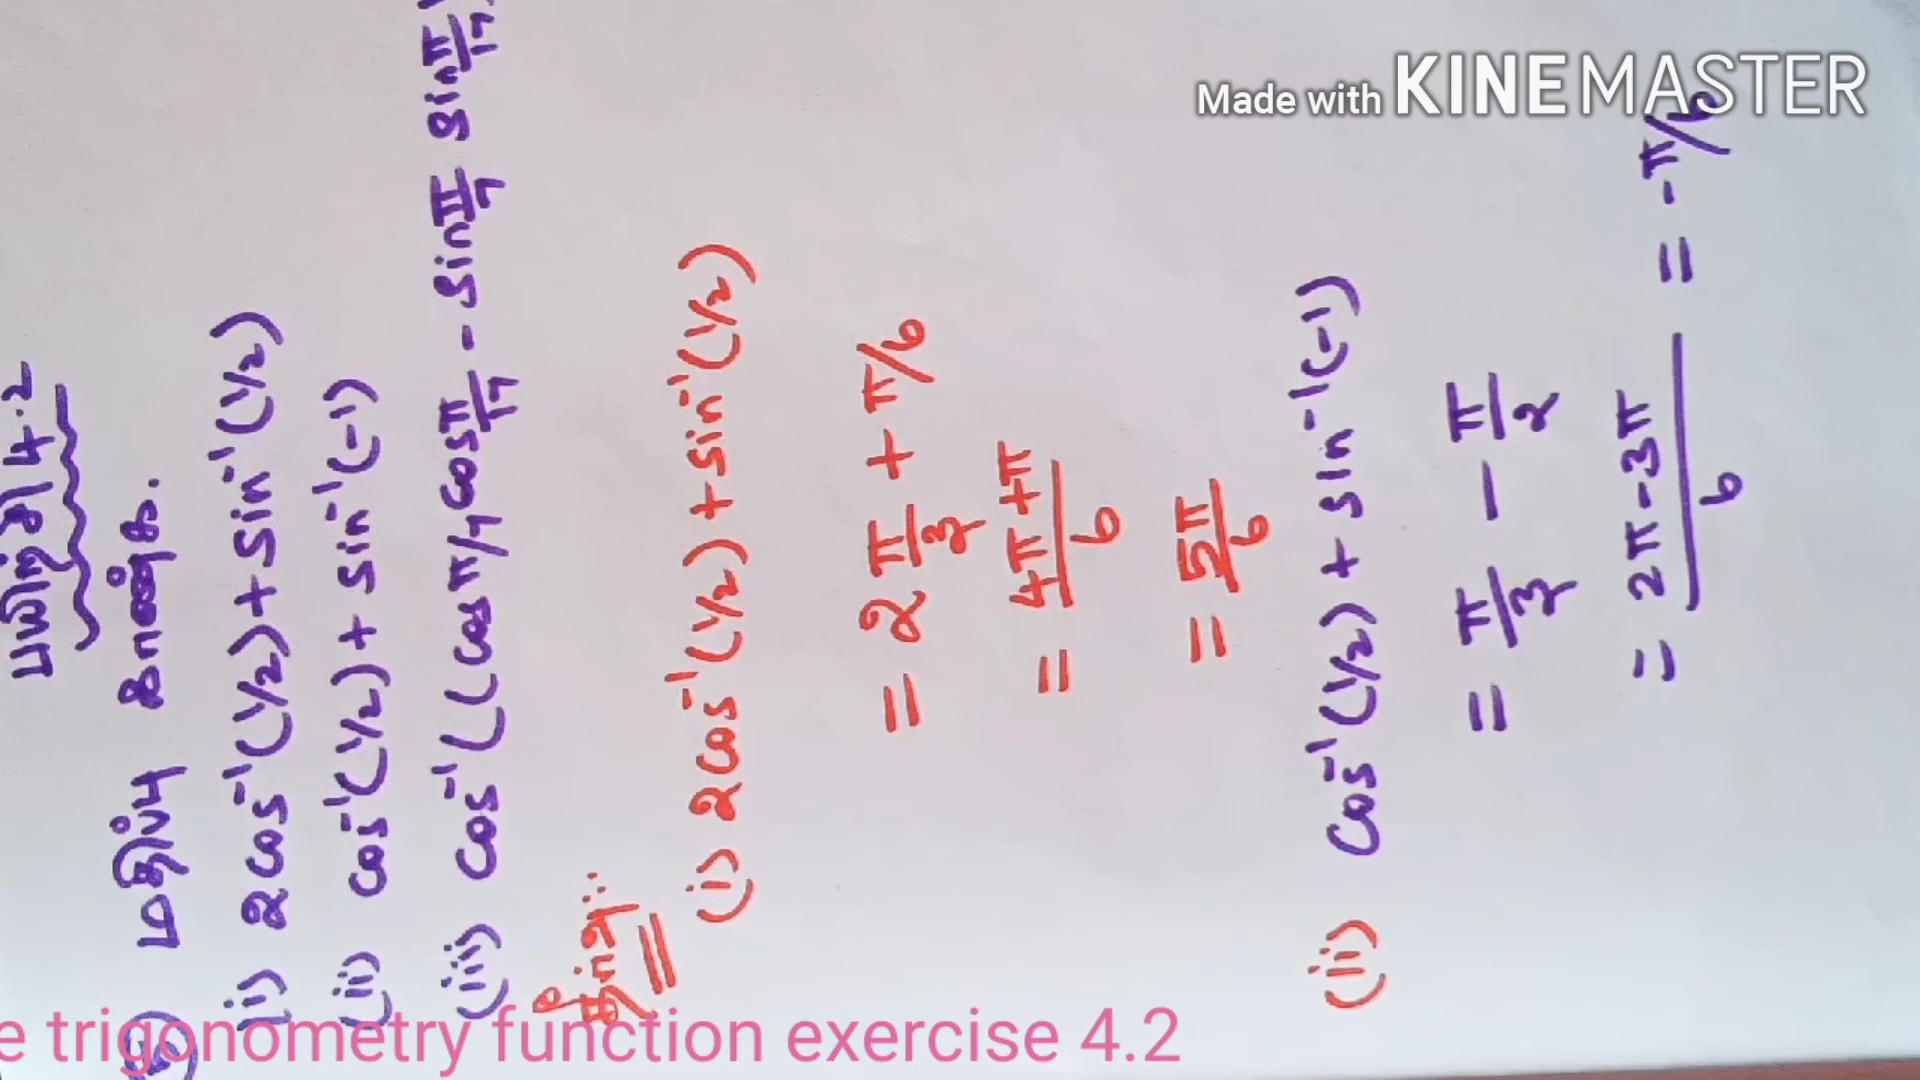 பயிற்சி 4.2
5) மதிப்பு காண்க.
(i) 2cos⁻¹(1/2)+sin⁻¹(1/2)
(ii) cos⁻¹(1/2)+sin⁻¹(-1)
(iii) cos⁻¹((cosπ/7 cos π/17 - sin π/7 sin π/17)
தீர்வு:
(i) 2cos⁻¹(1/2)+sin⁻¹(1/2)
= 2 π/3 + π/6
= 4π+π/6
= 5π/6
(ii) cos⁻¹(1/2)+sin⁻¹(-1)
= π/3 - π/2
= 2π-3π/6 = -π/6
Made with KINEMASTER
e trigonometry function exercise 4.2